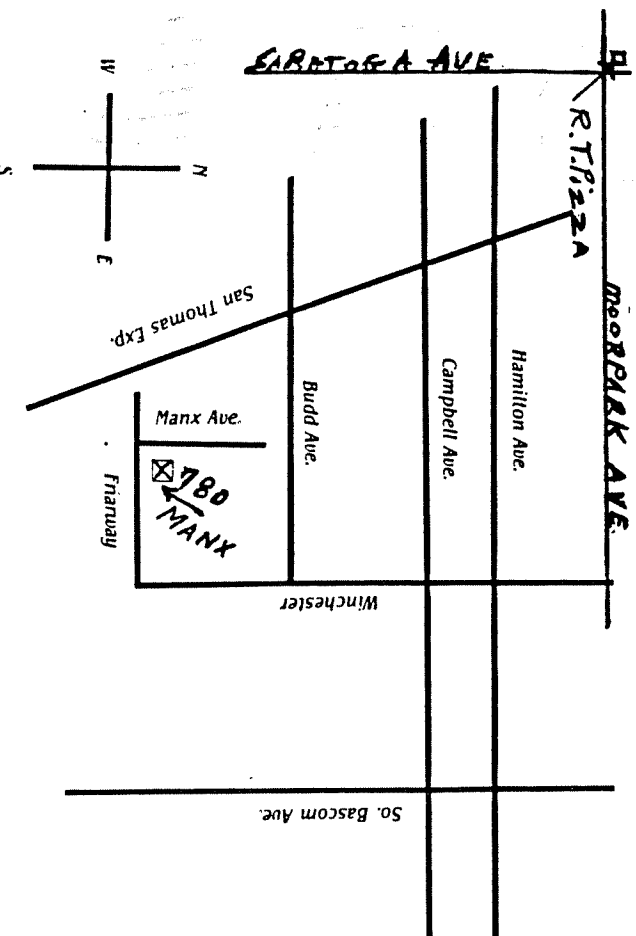 SARATOGA AVE
W
N
S
E
R.T. PizzA
MOORPARK AVE.
San Thomas Exp.
Hamilton Ave.
Campbell Ave.
Budd Ave.
Manx Ave.
780
MANX
Friarway
Winchester
So. Bascom Ave.